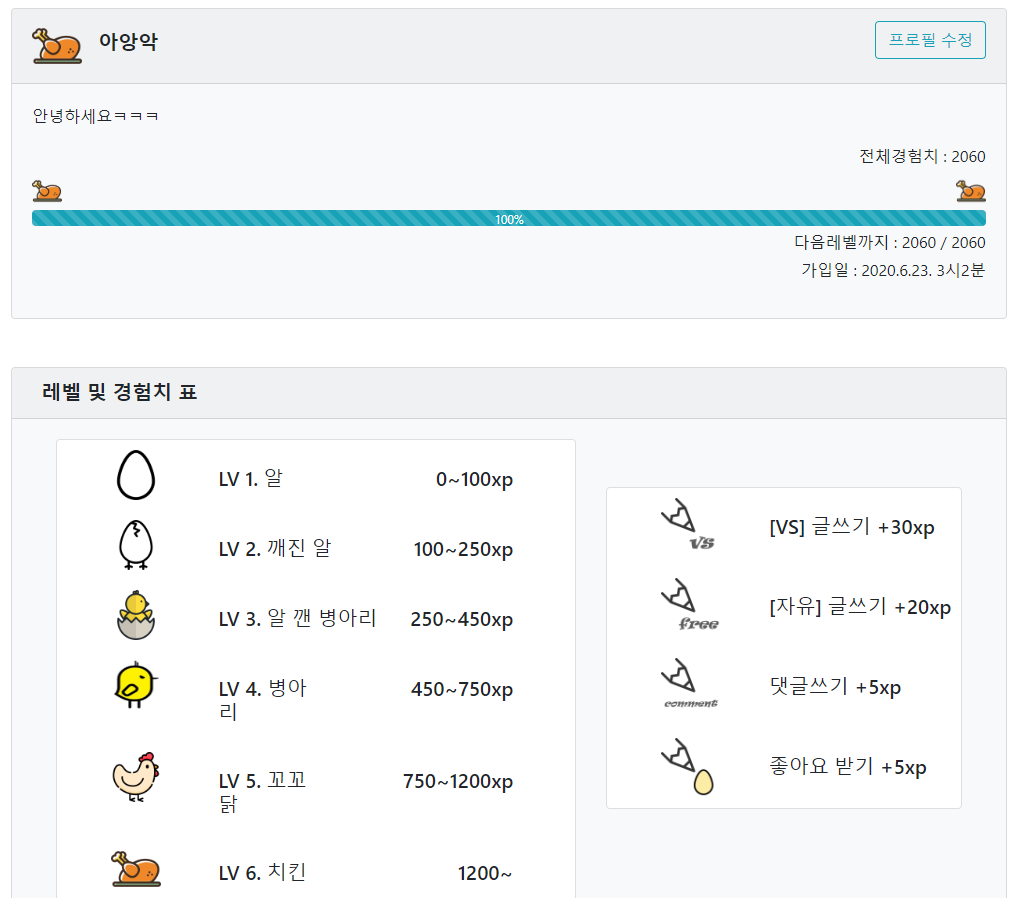 아앙악
프로필 수정
안녕하세요ㅋㅋㅋ
전체경험치 : 2060
100%
다음레벨까지 : 2060 / 2060
가입일 : 2020.6.23. 3시2분
레벨 및 경험치 표
LV 1. 알 0~100xp
LV 2. 깨진 알 100~250xp
LV 3. 알 깬 병아리 250~450xp
LV 4. 병아 450~750xp
리
LV 5. 꼬꼬 750~1200xp
닭
LV 6. 치킨 1200~
VS [VS] 글쓰기 +30xp
free [자유] 글쓰기 +20xp
comment 댓글쓰기 +5xp
좋아요 받기 +5xp